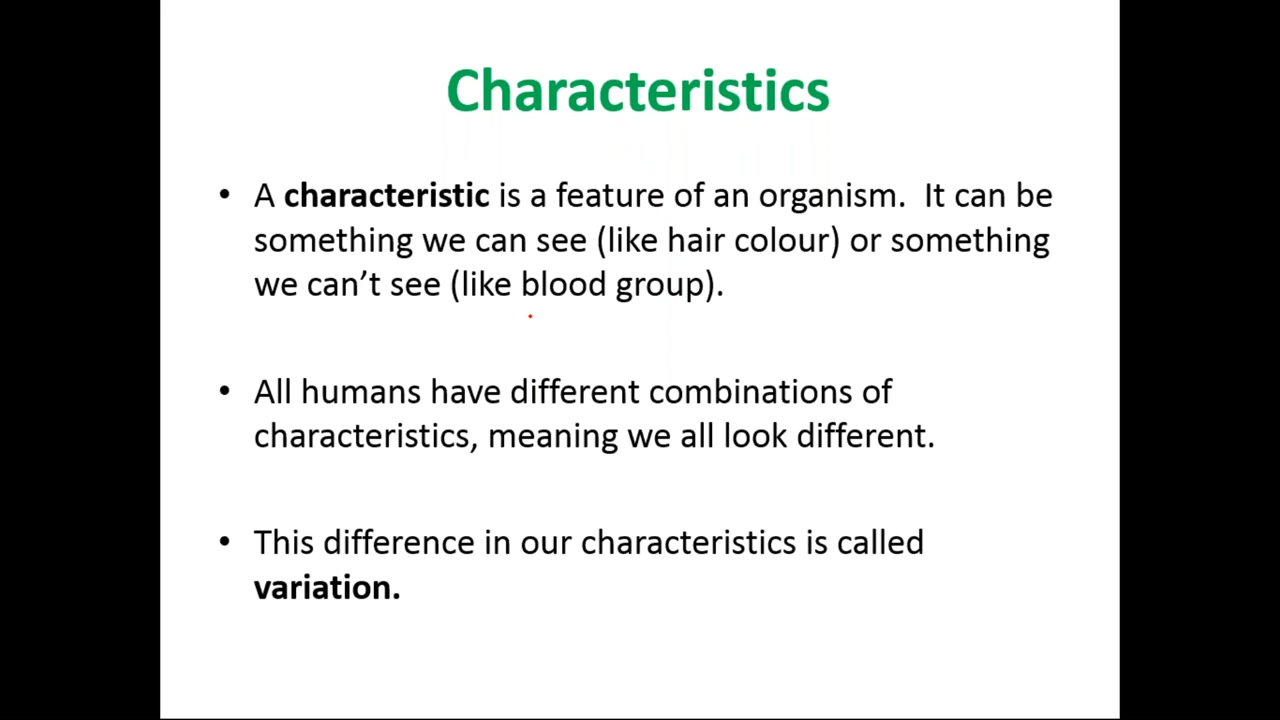 Characteristics
• A characteristic is a feature of an organism.  It can be
something we can see (like hair colour) or something
we can’t see (like blood group).
• All humans have different combinations of
characteristics, meaning we all look different.
• This difference in our characteristics is called
variation.